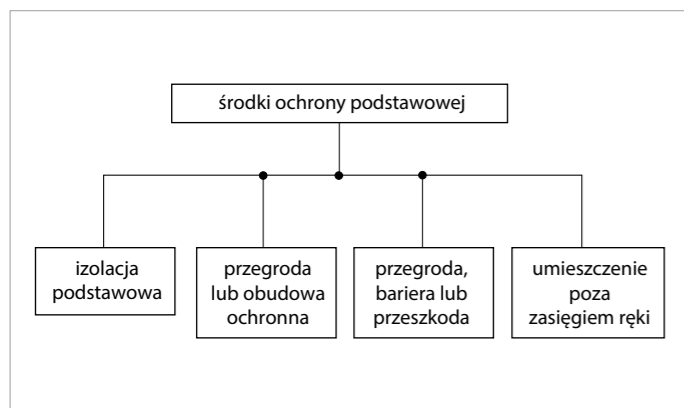 środki ochrony podstawowej
izolacja
podstawowa
przegroda
lub obudowa
ochronna
przegroda,
bariera lub
przeszkoda
umieszczenie
poza
zasięgiem ręki